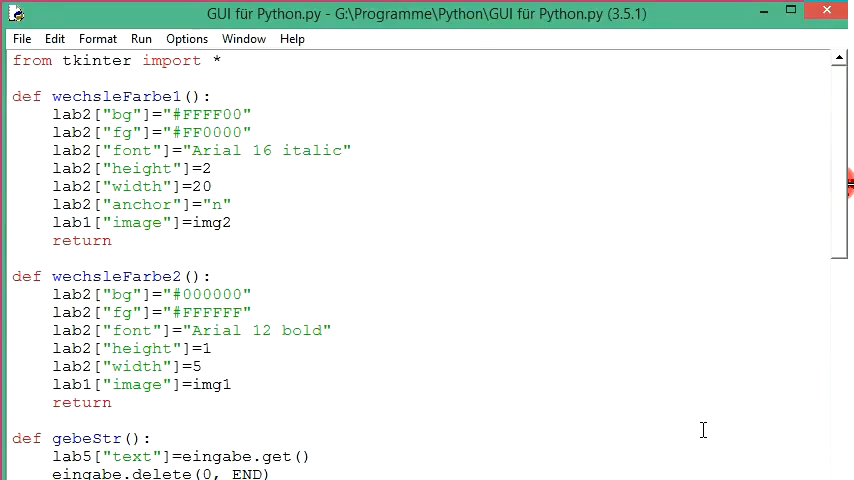 GUI für Python.py - G:\Programme\Python\GUI für Python.py (3.5.1)
File Edit Format Run Options Window Help
from tkinter import *
def wechsleFarbe1():
    lab2["bg"]="#FFFF00"
    lab2["fg"]="#FF0000"
    lab2["font"]="Arial 16 italic"
    lab2["height"]=2
    lab2["width"]=20
    lab2["anchor"]="n"
    lab1["image"]=img2
    return
def wechsleFarbe2():
    lab2["bg"]="#000000"
    lab2["fg"]="#FFFFFF"
    lab2["font"]="Arial 12 bold"
    lab2["height"]=1
    lab2["width"]=5
    lab1["image"]=img1
    return
def gebeStr():
    lab5["text"]=eingabe.get()
    eingabe.delete(0, END)